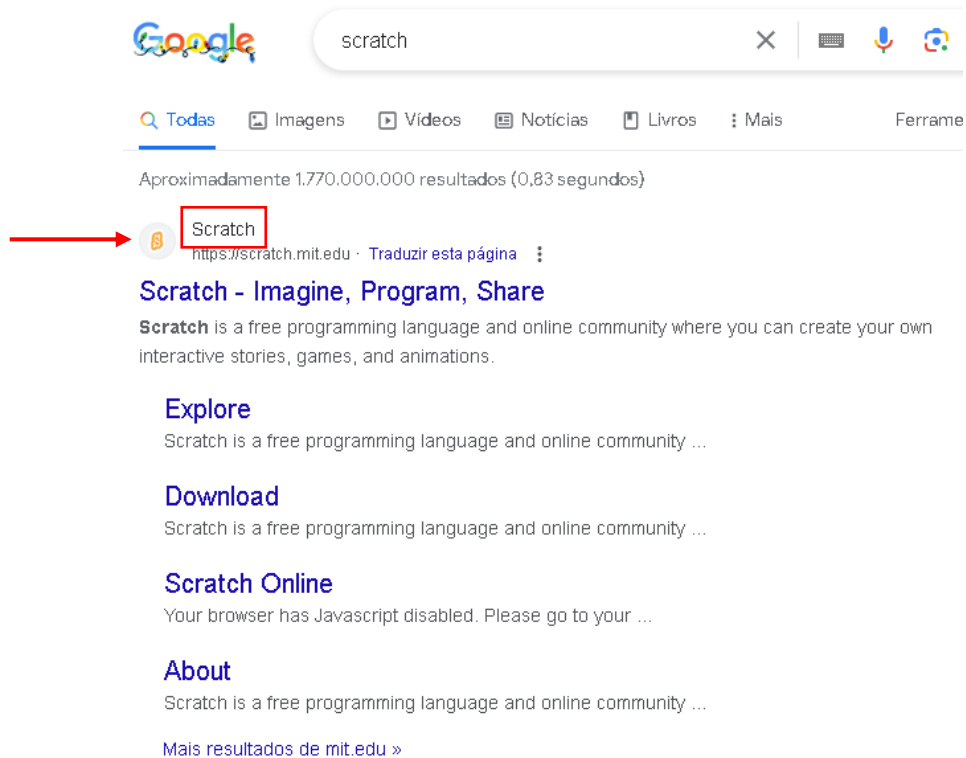 Google
scratch
Todas Imagens Vídeos Notícias Livros Mais Ferrame
Aproximadamente 1.770.000.000 resultados (0,83 segundos)
Scratch
https://scratch.mit.edu · Traduzir esta página
Scratch - Imagine, Program, Share
Scratch is a free programming language and online community where you can create your own
interactive stories, games, and animations.
Explore
Scratch is a free programming language and online community ...
Download
Scratch is a free programming language and online community ...
Scratch Online
Your browser has Javascript disabled. Please go to your ...
About
Scratch is a free programming language and online community ...
Mais resultados de mit.edu »